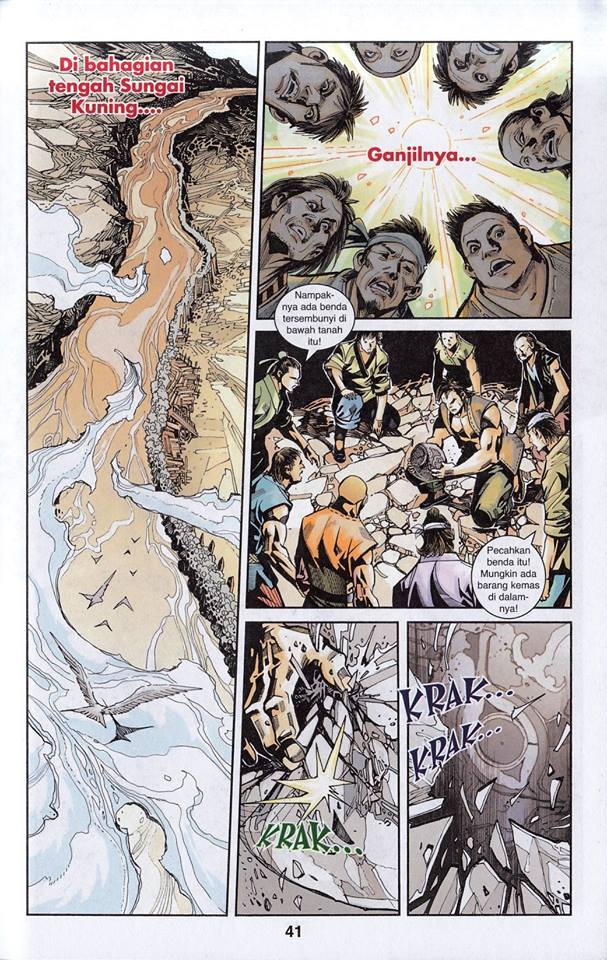 Di bahagian
tengah Sungai
Kuning....
Ganjilnya...
Nampak-
nya ada benda
tersembunyi di
bawah tanah
itu!
Pecahkan
benda itu!
Mungkin ada
barang kemas
di dalam-
nya!
KRAK...
KRAK...
KRAK...
41